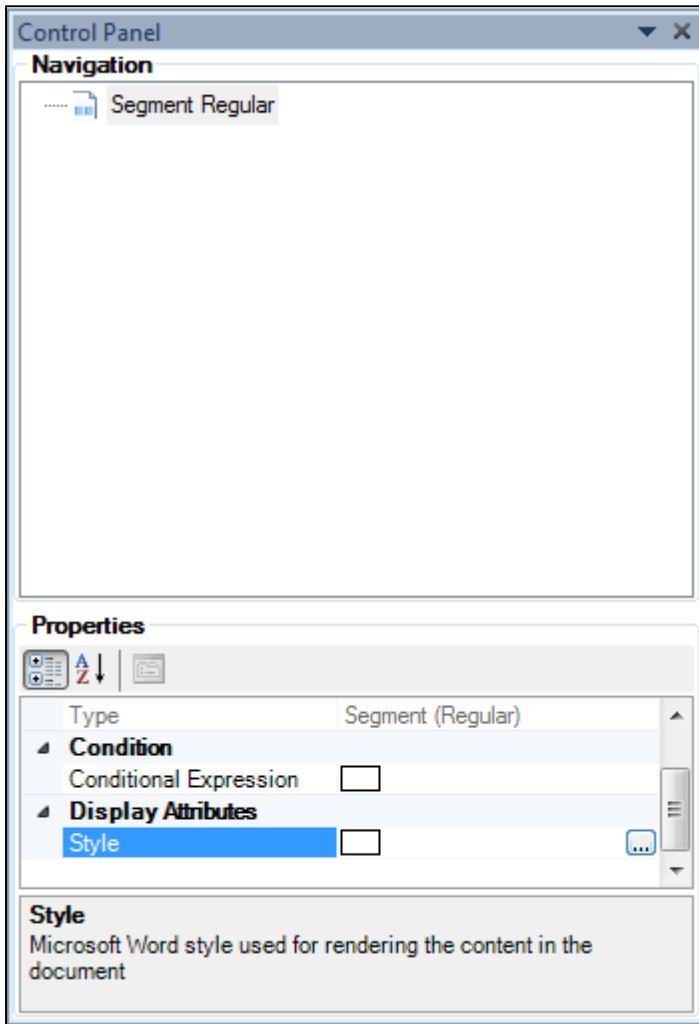 Control Panel
Navigation
Segment Regular
Properties
A
Z
Type Segment (Regular)
Condition
Conditional Expression
Display Attributes
Style ...
Style
Microsoft Word style used for rendering the content in the
document